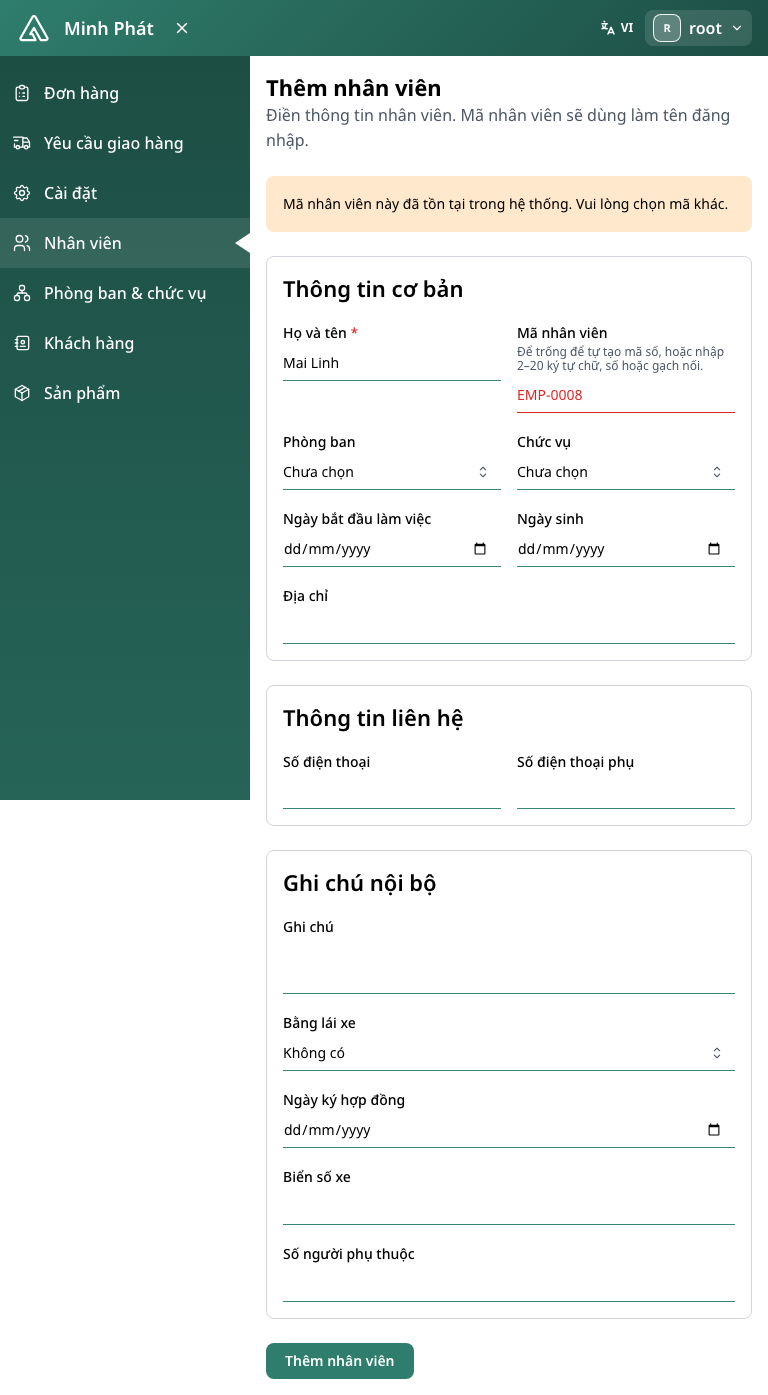 Minh Phát
VI
R
root
Đơn hàng
Yêu cầu giao hàng
Cài đặt
Nhân viên
Phòng ban & chức vụ
Khách hàng
Sản phẩm
Thêm nhân viên
Điền thông tin nhân viên. Mã nhân viên sẽ dùng làm tên đăng
nhập.
Mã nhân viên này đã tồn tại trong hệ thống. Vui lòng chọn mã khác.
Thông tin cơ bản
Họ và tên *
Mai Linh
Mã nhân viên
Để trống để tự tạo mã số, hoặc nhập
2–20 ký tự chữ, số hoặc gạch nối.
EMP-0008
Phòng ban
Chưa chọn
Chức vụ
Chưa chọn
Ngày bắt đầu làm việc
dd/mm/yyyy
Ngày sinh
dd/mm/yyyy
Địa chỉ
Thông tin liên hệ
Số điện thoại
Số điện thoại phụ
Ghi chú nội bộ
Ghi chú
Bằng lái xe
Không có
Ngày ký hợp đồng
dd/mm/yyyy
Biển số xe
Số người phụ thuộc
Thêm nhân viên